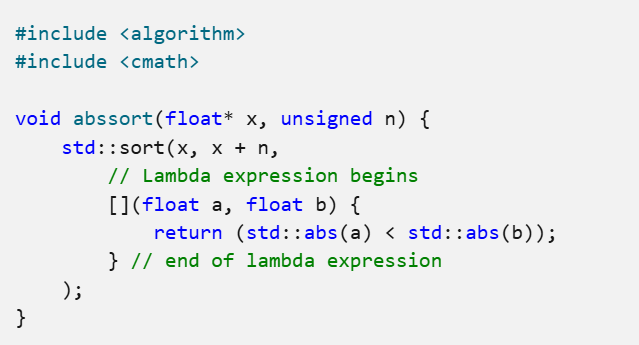 #include <algorithm>
#include <cmath>

void abssort(float* x, unsigned n) {
    std::sort(x, x + n,
        // Lambda expression begins
        [](float a, float b) {
            return (std::abs(a) < std::abs(b));
        } // end of lambda expression
    );
}